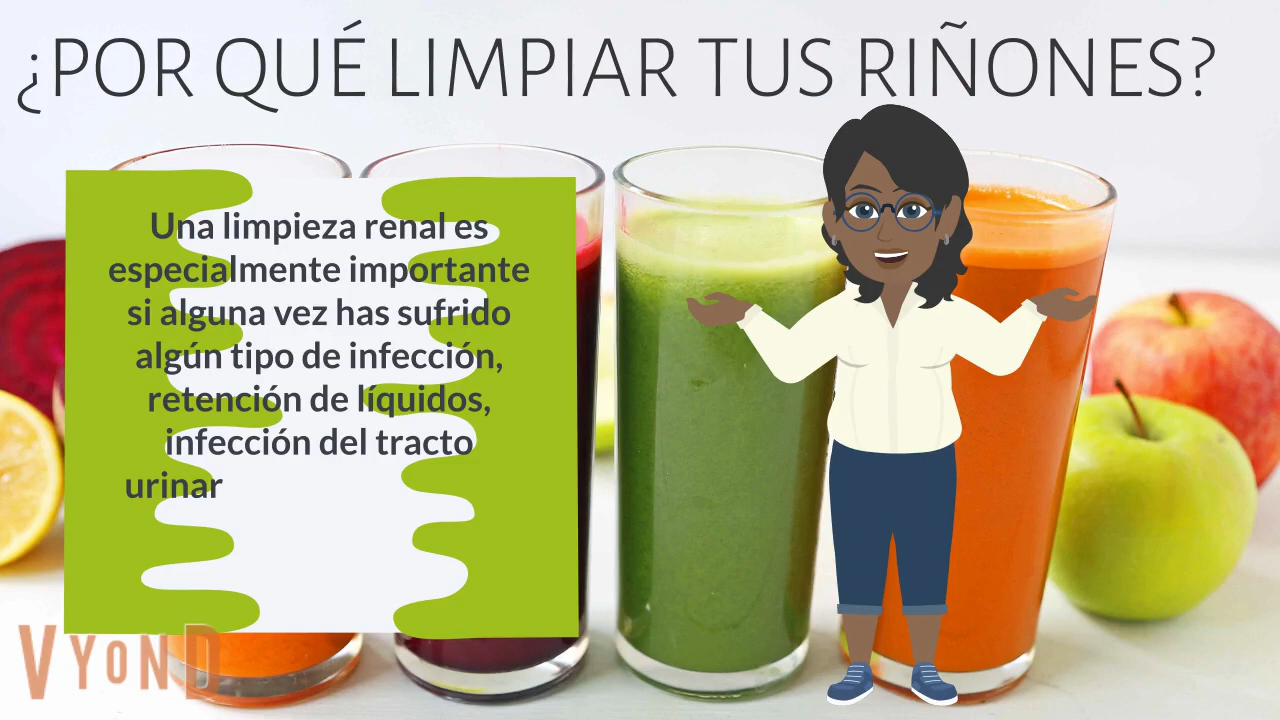 ¿POR QUÉ LIMPIAR TUS RIÑONES?
Una limpieza renal es
especialmente importante
si alguna vez has sufrido
algún tipo de infección,
retención de líquidos,
infección del tracto
urinar
VYOND